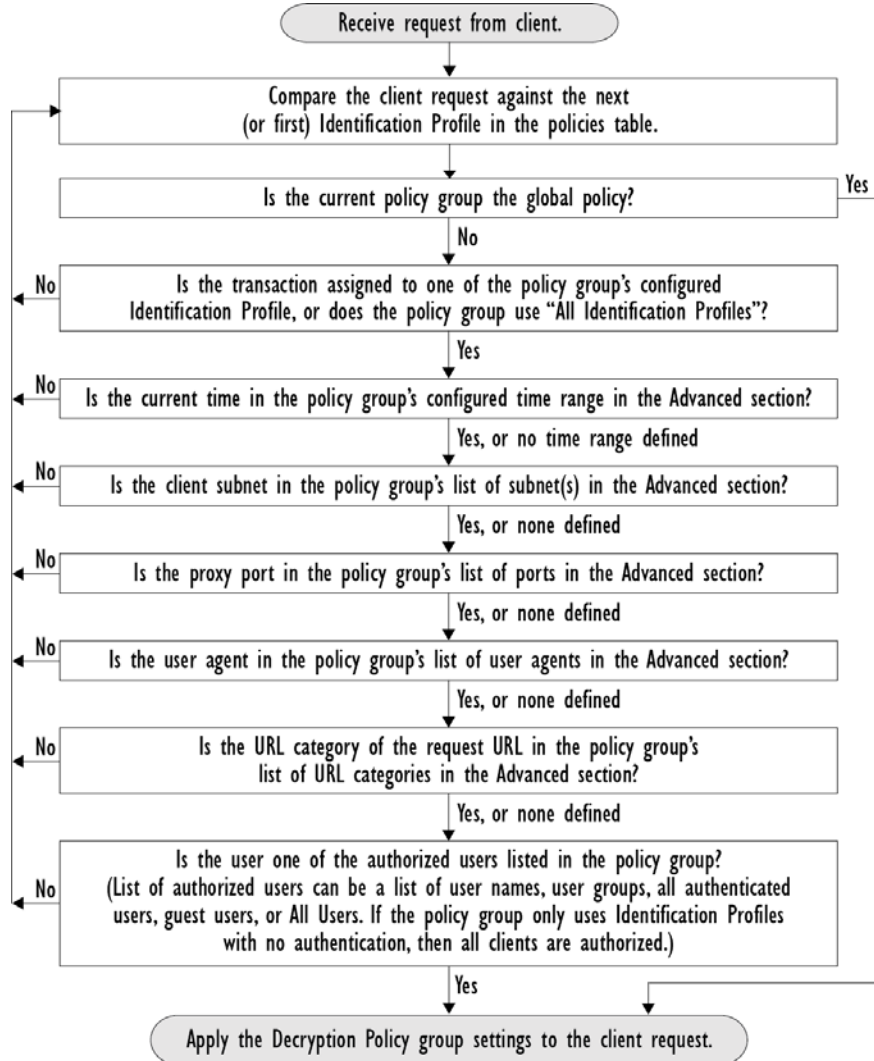 Receive request from client.
Compare the client request against the next
(or first) Identification Profile in the policies table.
Is the current policy group the global policy?
Yes
No
Is the transaction assigned to one of the policy group's configured
Identification Profile, or does the policy group use “All Identification Profiles”?
No
Yes
Is the current time in the policy group's configured time range in the Advanced section?
No
Yes, or no time range defined
Is the client subnet in the policy group's list of subnet(s) in the Advanced section?
No
Yes, or none defined
Is the proxy port in the policy group's list of ports in the Advanced section?
No
Yes, or none defined
Is the user agent in the policy group's list of user agents in the Advanced section?
No
Yes, or none defined
Is the URL category of the request URL in the policy group's
list of URL categories in the Advanced section?
No
Yes, or none defined
Is the user one of the authorized users listed in the policy group?
(List of authorized users can be a list of user names, user groups, all authenticated
users, guest users, or All Users. If the policy group only uses Identification Profiles
with no authentication, then all clients are authorized.)
No
Yes
Apply the Decryption Policy group settings to the client request.